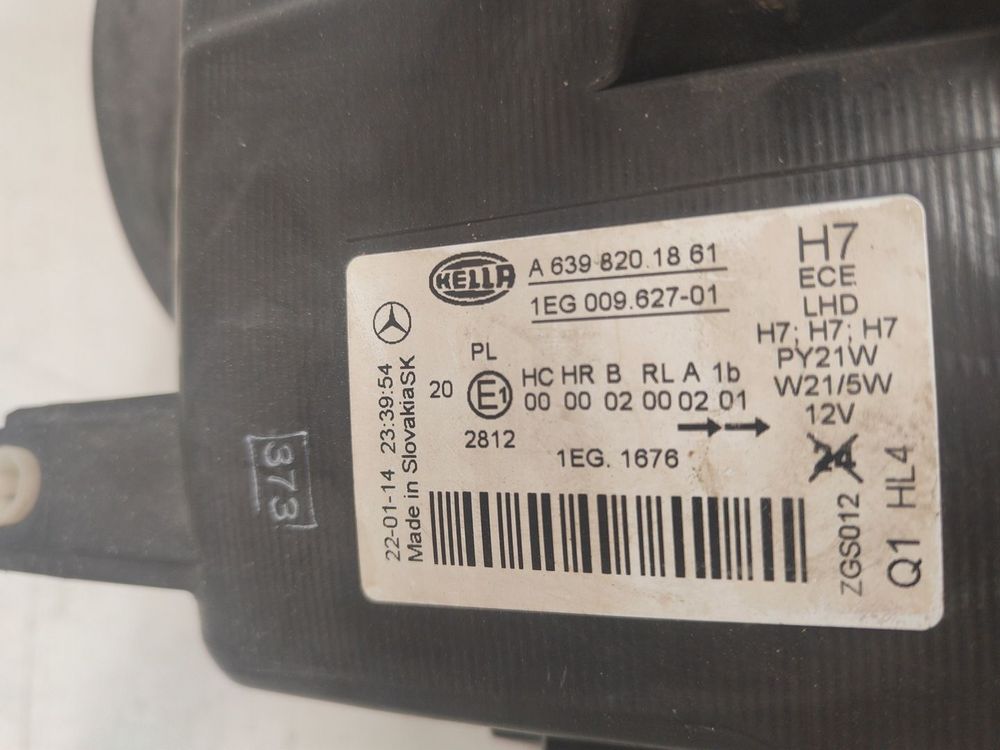 HELLA
A 639 820.18 61
1EG 009.627-01
H7
ECE
LHD
H7; H7; H7
PY21W
W21/5W
12V
PL
20
E1
2812
HC HR B RL A 1b
00 00 02 00 02 01
1EG. 1676
22-01-14 23:39:54
Made in SlovakiaSK
ZGS012
Q1 HL4
373